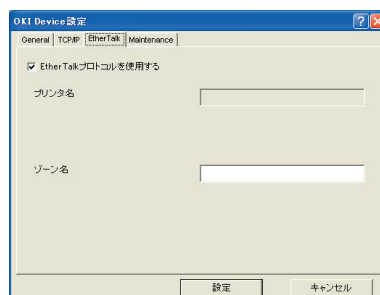 OKI Device設定
General TCP/IP EtherTalk Maintenance
EtherTalkプロトコルを使用する
プリンタ名
ゾーン名
設定 キャンセル